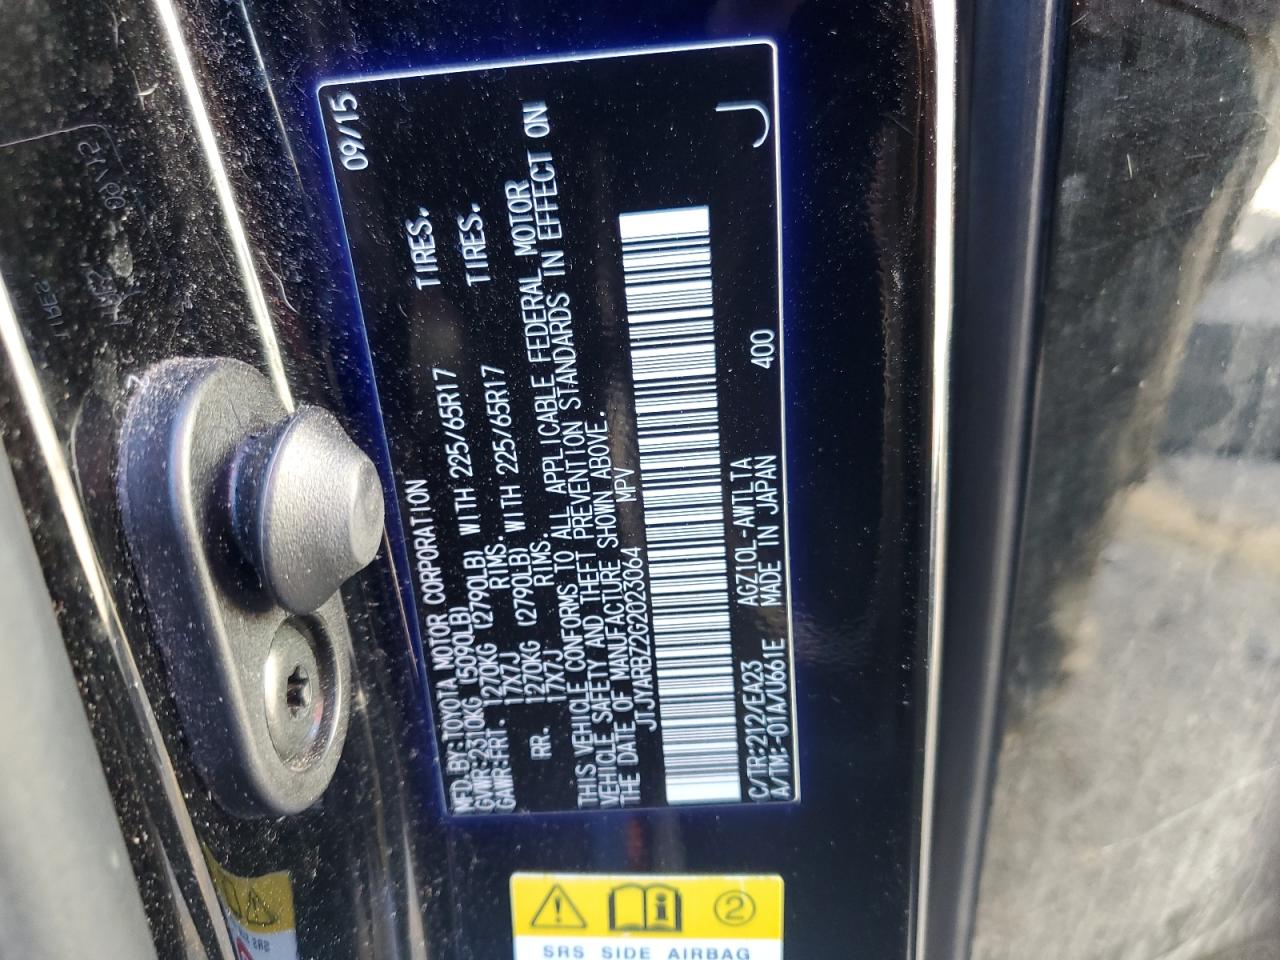 MFD. BY: TOYOTA MOTOR CORPORATION 09/15
GVWR: 2310KG (5090LB)
GAWR: FRT. 1270KG (2790LB) WITH 225/65R17 TIRES.
17X7J RIMS.
RR. 1270KG (2790LB) WITH 225/65R17 TIRES.
17X7J RIMS.
THIS VEHICLE CONFORMS TO ALL APPLICABLE FEDERAL MOTOR
VEHICLE SAFETY AND THEFT PREVENTION STANDARDS IN EFFECT ON
THE DATE OF MANUFACTURE SHOWN ABOVE.
JTJYARBZ2G2023064 MPV
C/TR: 212/EA23 AGZ10L-AWTLTA 400 J
A/TM: -01A/U661E MADE IN JAPAN
2
SRS SIDE AIRBAG